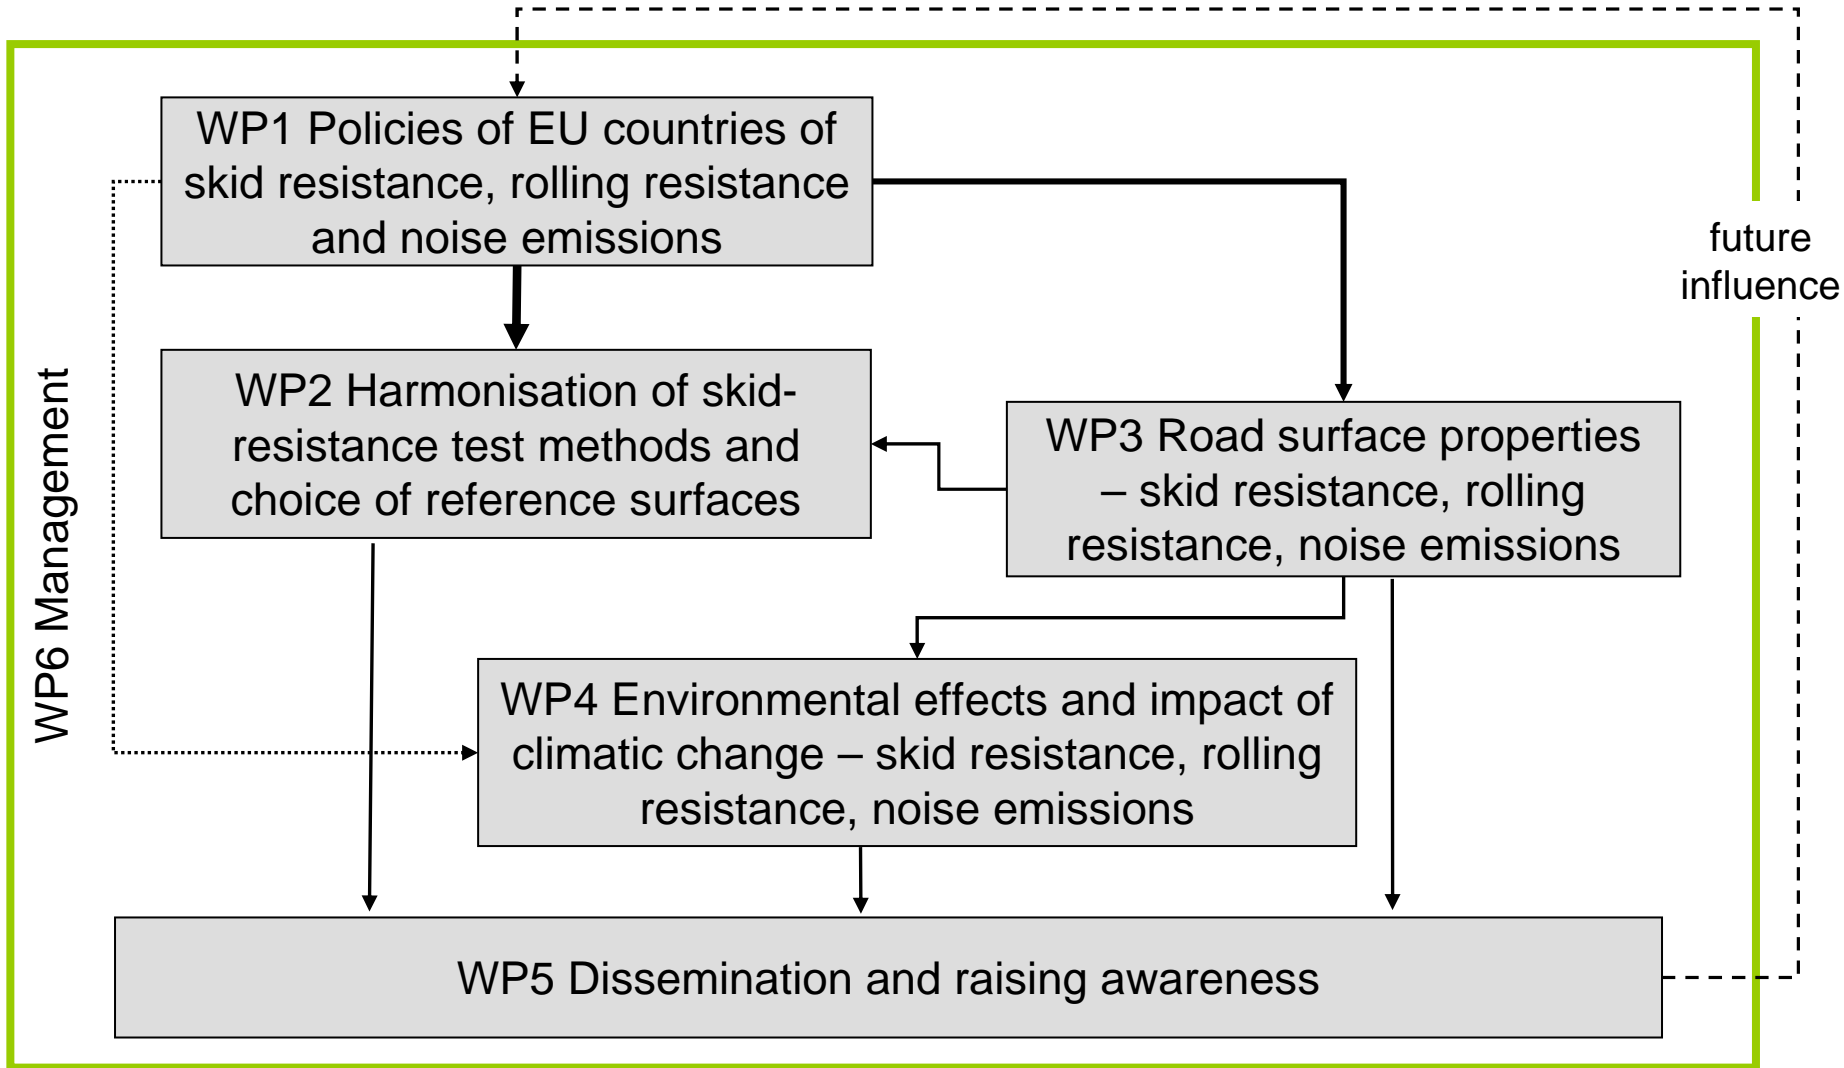 WP1 Policies of EU countries of
skid resistance, rolling resistance
and noise emissions
future
influence
WP2 Harmonisation of skid-
resistance test methods and
choice of reference surfaces
WP3 Road surface properties
– skid resistance, rolling
resistance, noise emissions
WP6 Management
WP4 Environmental effects and impact of
climatic change – skid resistance, rolling
resistance, noise emissions
WP5 Dissemination and raising awareness